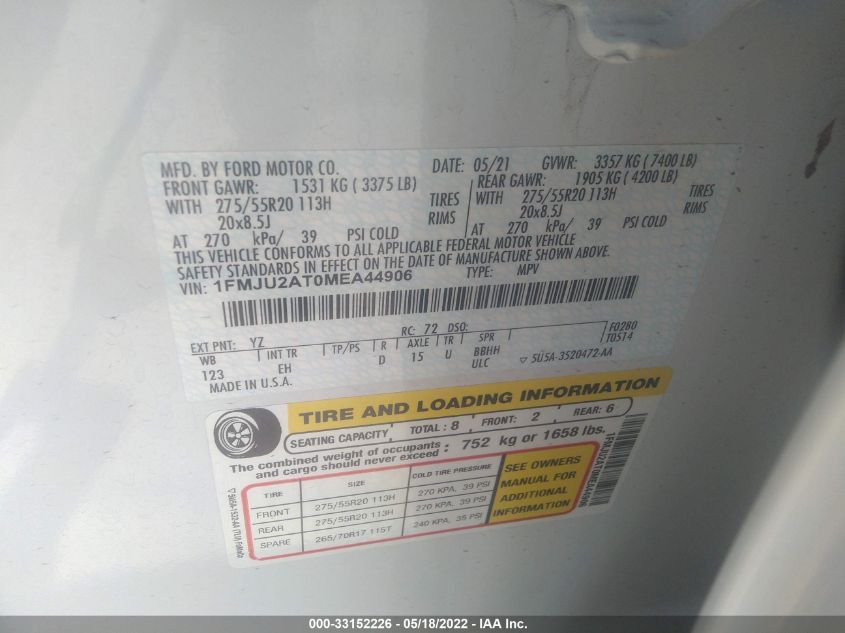 MFD. BY FORD MOTOR CO.
DATE: 05/21 GVWR: 3357 KG ( 7400 LB)
FRONT GAWR: 1531 KG ( 3375 LB)
REAR GAWR: 1905 KG ( 4200 LB)
WITH 275/55R20 113H TIRES
WITH 275/55R20 113H TIRES
20x8.5J RIMS
20x8.5J RIMS
AT 270 kPa/ 39 PSI COLD
AT 270 kPa/ 39 PSI COLD
THIS VEHICLE CONFORMS TO ALL APPLICABLE FEDERAL MOTOR VEHICLE
SAFETY STANDARDS IN EFFECT ON THE DATE OF MANUFACTURE SHOWN ABOVE.
VIN: 1FMJU2AT0MEA44906 TYPE: MPV
EXT PNT: YZ RC: 72 DSO: F0280
WB INT TR TP/PS R AXLE TR SPR T0514
123 EH D 15 U BBHH
ULC
MADE IN U.S.A. 5U5A-3520472-AA
TIRE AND LOADING INFORMATION
SEATING CAPACITY TOTAL : 8 FRONT: 2 REAR: 6
The combined weight of occupants
and cargo should never exceed : 752 kg or 1658 lbs.
TIRE SIZE COLD TIRE PRESSURE
FRONT 275/55R20 113H 270 KPA, 39 PSI
REAR 275/55R20 113H 270 KPA, 39 PSI
SPARE 265/70R17 115T 240 KPA, 35 PSI
SEE OWNERS
MANUAL FOR
ADDITIONAL
INFORMATION
1FMJU2AT0MEA44906
000-33152226 - 05/18/2022 - IAA Inc.